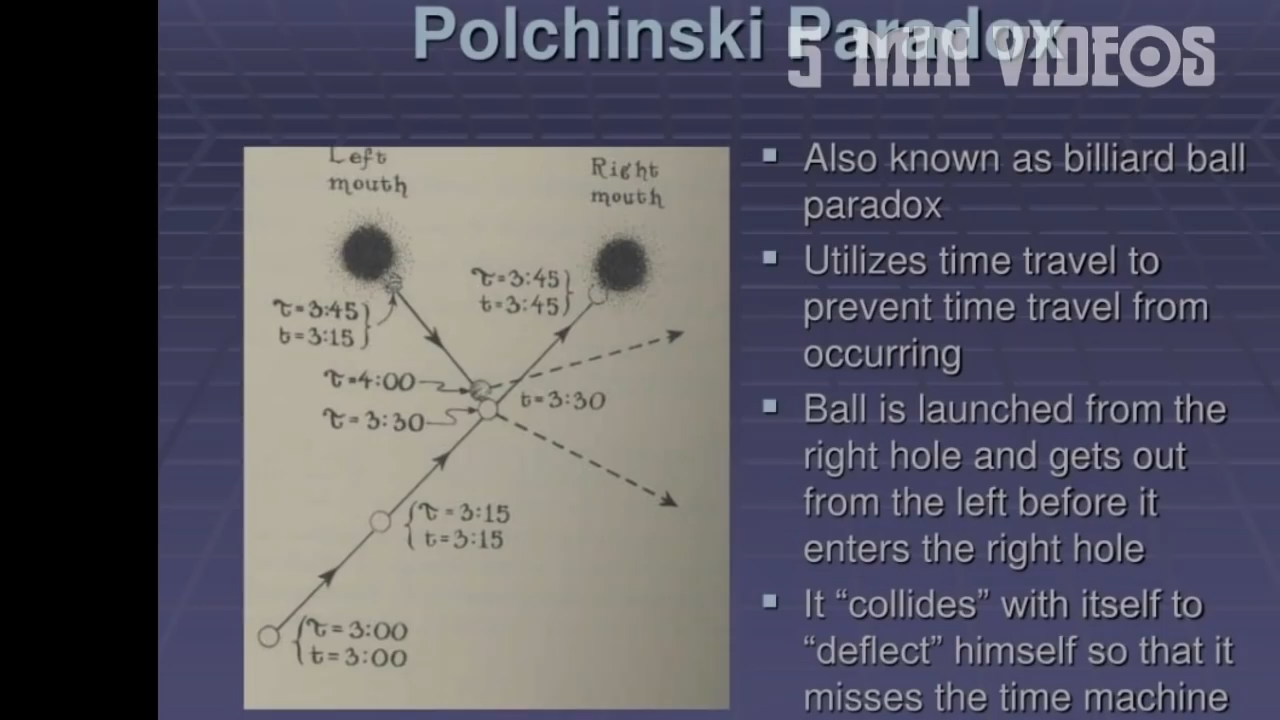 Polchinski Paradox
5 MIN VIDEOS
Left
mouth
Right
mouth
τ=3:45
t=3:15
τ=3:45
t=3:45
τ=4:00
τ=3:30
t=3:30
τ=3:15
t=3:15
τ=3:00
t=3:00
Also known as billiard ball
paradox
Utilizes time travel to
prevent time travel from
occurring
Ball is launched from the
right hole and gets out
from the left before it
enters the right hole
It “collides” with itself to
“deflect” himself so that it
misses the time machine